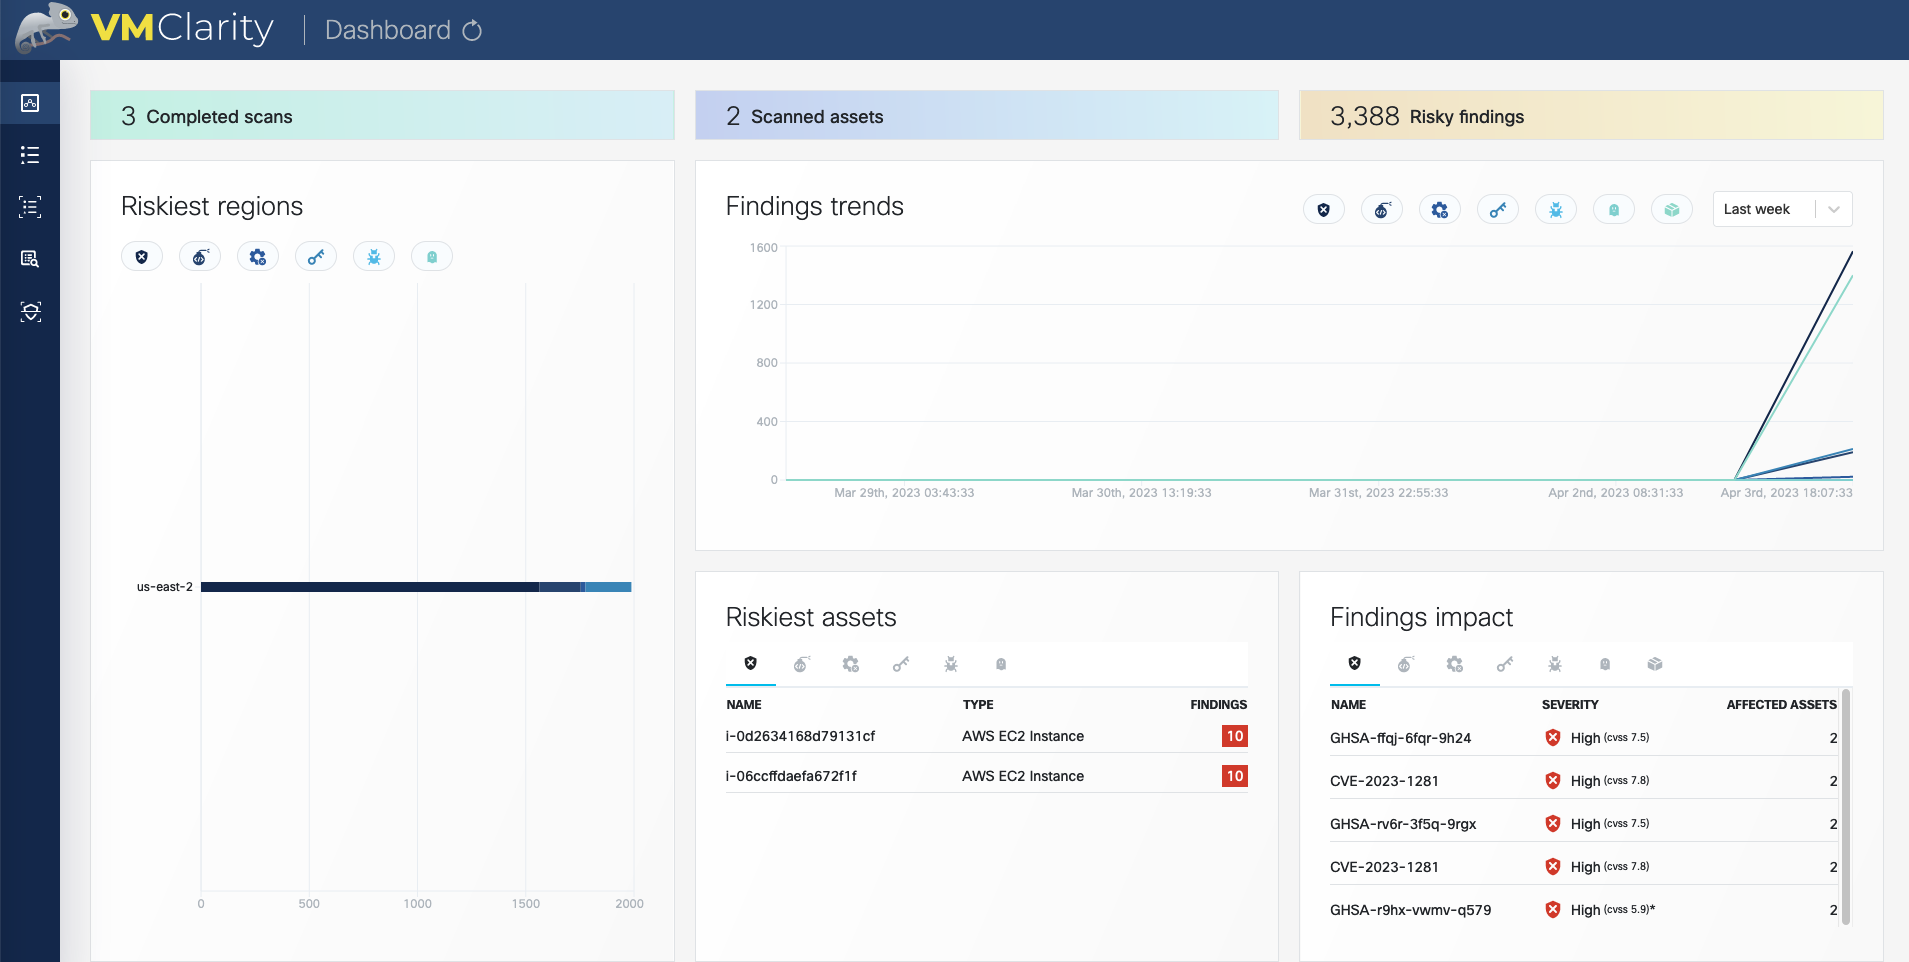 VMClarity
Dashboard
3 Completed scans
2 Scanned assets
3,388 Risky findings
Riskiest regions
us-east-2
0 500 1000 1500 2000
Findings trends
Last week
1600
1200
800
400
0
Mar 29th, 2023 03:43:33 Mar 30th, 2023 13:19:33 Mar 31st, 2023 22:55:33 Apr 2nd, 2023 08:31:33 Apr 3rd, 2023 18:07:33
Riskiest assets
NAME TYPE FINDINGS
i-0d2634168d79131cf AWS EC2 Instance 10
i-06ccffdaefa672f1f AWS EC2 Instance 10
Findings impact
NAME SEVERITY AFFECTED ASSETS
GHSA-ffqj-6fqr-9h24 High (cvss 7.5) 2
CVE-2023-1281 High (cvss 7.8) 2
GHSA-rv6r-3f5q-9rgx High (cvss 7.5) 2
CVE-2023-1281 High (cvss 7.8) 2
GHSA-r9hx-vwmv-q579 High (cvss 5.9)* 2